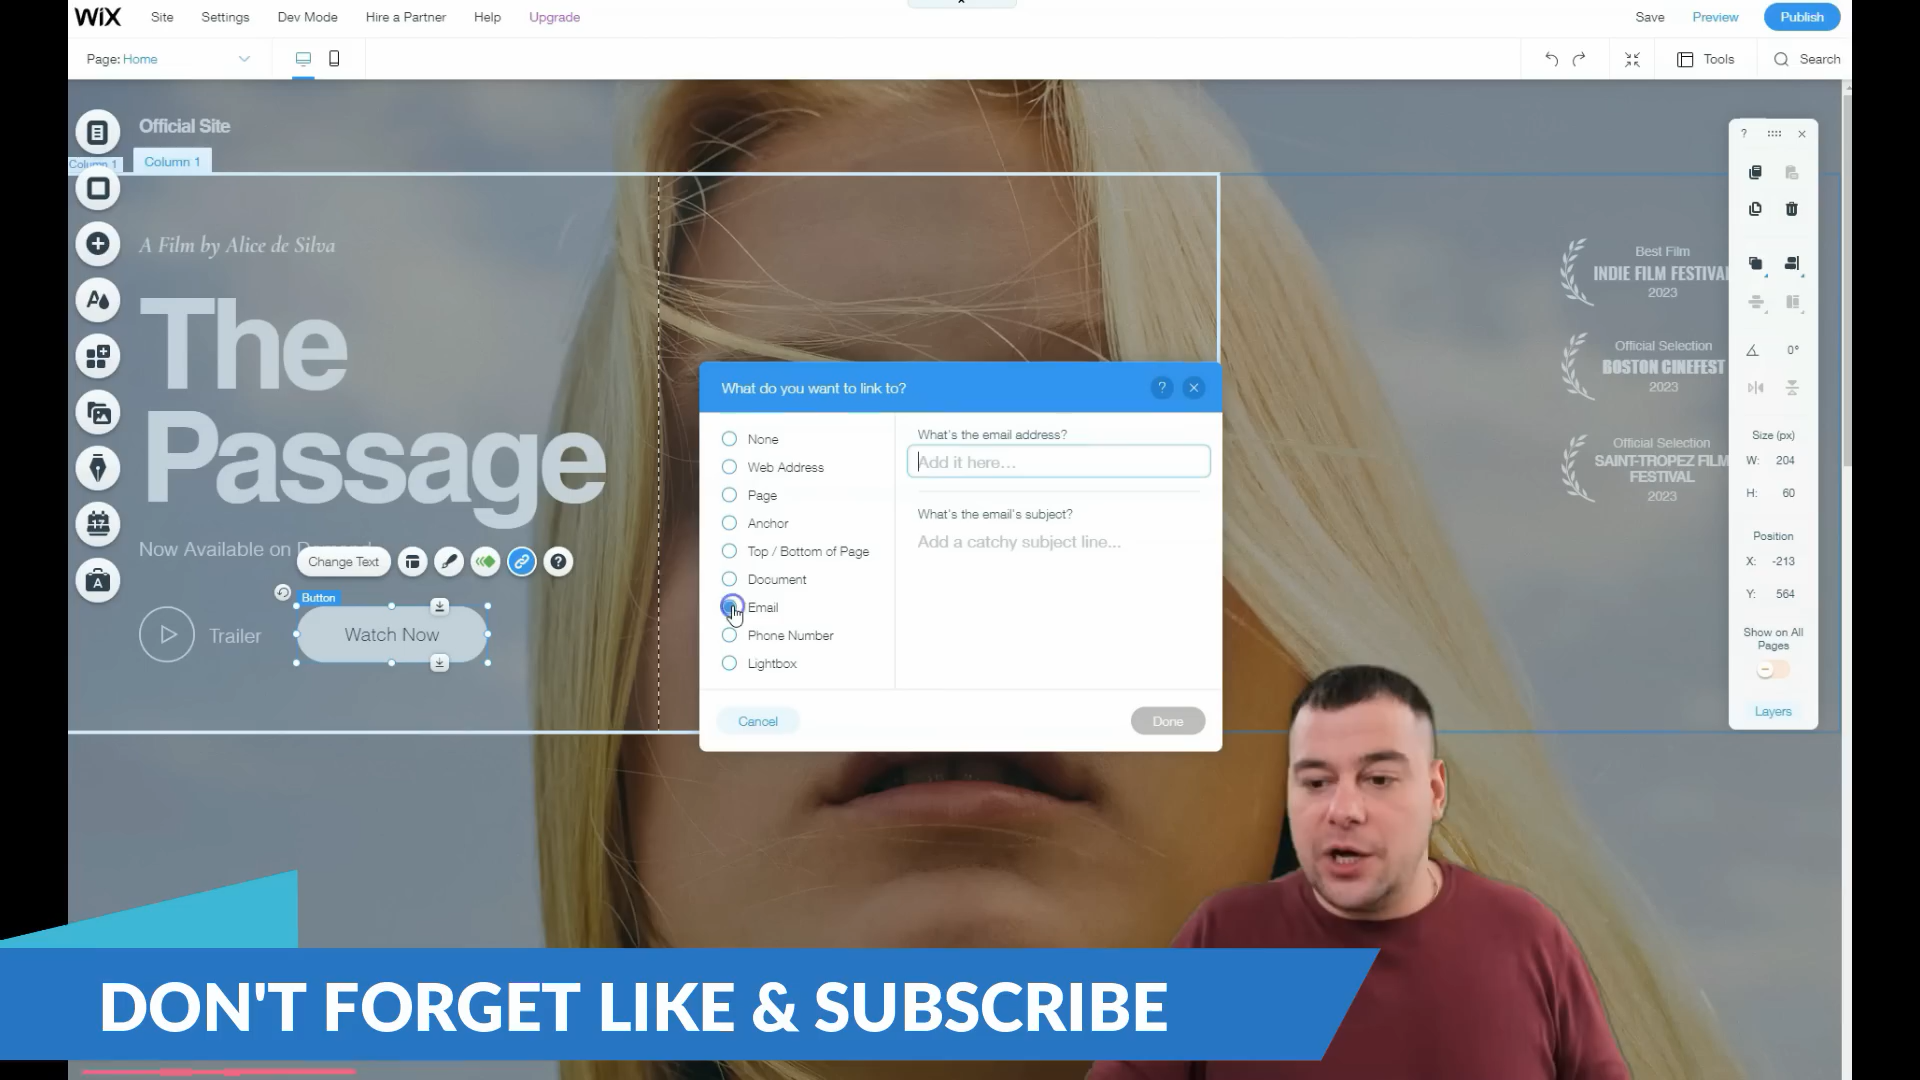 WiX
Site
Settings
Dev Mode
Hire a Partner
Help
Upgrade
Save
Preview
Publish
Page: Home
Tools
Search
Official Site
Column 1
Column 1
A Film by Alice de Silva
The
Passage
Now Available on
Change Text
Button
Trailer
Watch Now
What do you want to link to?
None
Web Address
Page
Anchor
Top / Bottom of Page
Document
Email
Phone Number
Lightbox
What's the email address?
Add it here...
What's the email's subject?
Add a catchy subject line...
Cancel
Done
Best Film
INDIE FILM FESTIVAL
2023
Official Selection
BOSTON CINEFEST
2023
Official Selection
SAINT-TROPEZ FILM
FESTIVAL
2023
0°
Size (px)
W: 204
H: 60
Position
X: -213
Y: 564
Show on All
Pages
Layers
DON'T FORGET LIKE & SUBSCRIBE